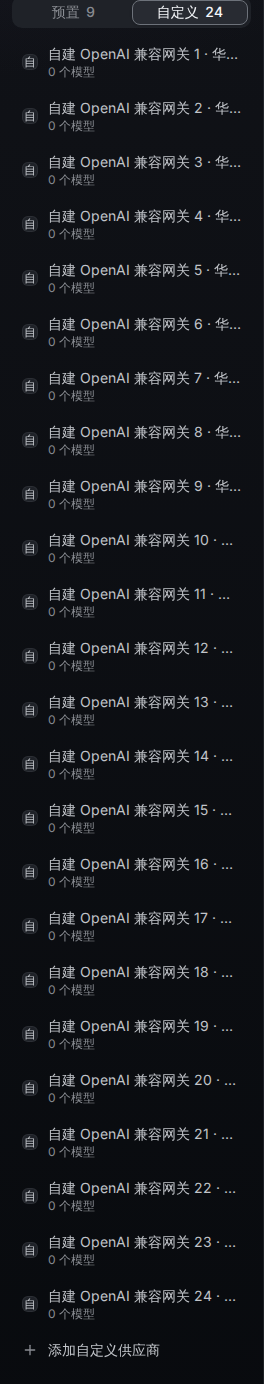 预置 9
自定义 24
自
自建 OpenAI 兼容网关 1 · 华...
0 个模型
自
自建 OpenAI 兼容网关 2 · 华...
0 个模型
自
自建 OpenAI 兼容网关 3 · 华...
0 个模型
自
自建 OpenAI 兼容网关 4 · 华...
0 个模型
自
自建 OpenAI 兼容网关 5 · 华...
0 个模型
自
自建 OpenAI 兼容网关 6 · 华...
0 个模型
自
自建 OpenAI 兼容网关 7 · 华...
0 个模型
自
自建 OpenAI 兼容网关 8 · 华...
0 个模型
自
自建 OpenAI 兼容网关 9 · 华...
0 个模型
自
自建 OpenAI 兼容网关 10 · ...
0 个模型
自
自建 OpenAI 兼容网关 11 · ...
0 个模型
自
自建 OpenAI 兼容网关 12 · ...
0 个模型
自
自建 OpenAI 兼容网关 13 · ...
0 个模型
自
自建 OpenAI 兼容网关 14 · ...
0 个模型
自
自建 OpenAI 兼容网关 15 · ...
0 个模型
自
自建 OpenAI 兼容网关 16 · ...
0 个模型
自
自建 OpenAI 兼容网关 17 · ...
0 个模型
自
自建 OpenAI 兼容网关 18 · ...
0 个模型
自
自建 OpenAI 兼容网关 19 · ...
0 个模型
自
自建 OpenAI 兼容网关 20 · ...
0 个模型
自
自建 OpenAI 兼容网关 21 · ...
0 个模型
自
自建 OpenAI 兼容网关 22 · ...
0 个模型
自
自建 OpenAI 兼容网关 23 · ...
0 个模型
自
自建 OpenAI 兼容网关 24 · ...
0 个模型
+ 添加自定义供应商